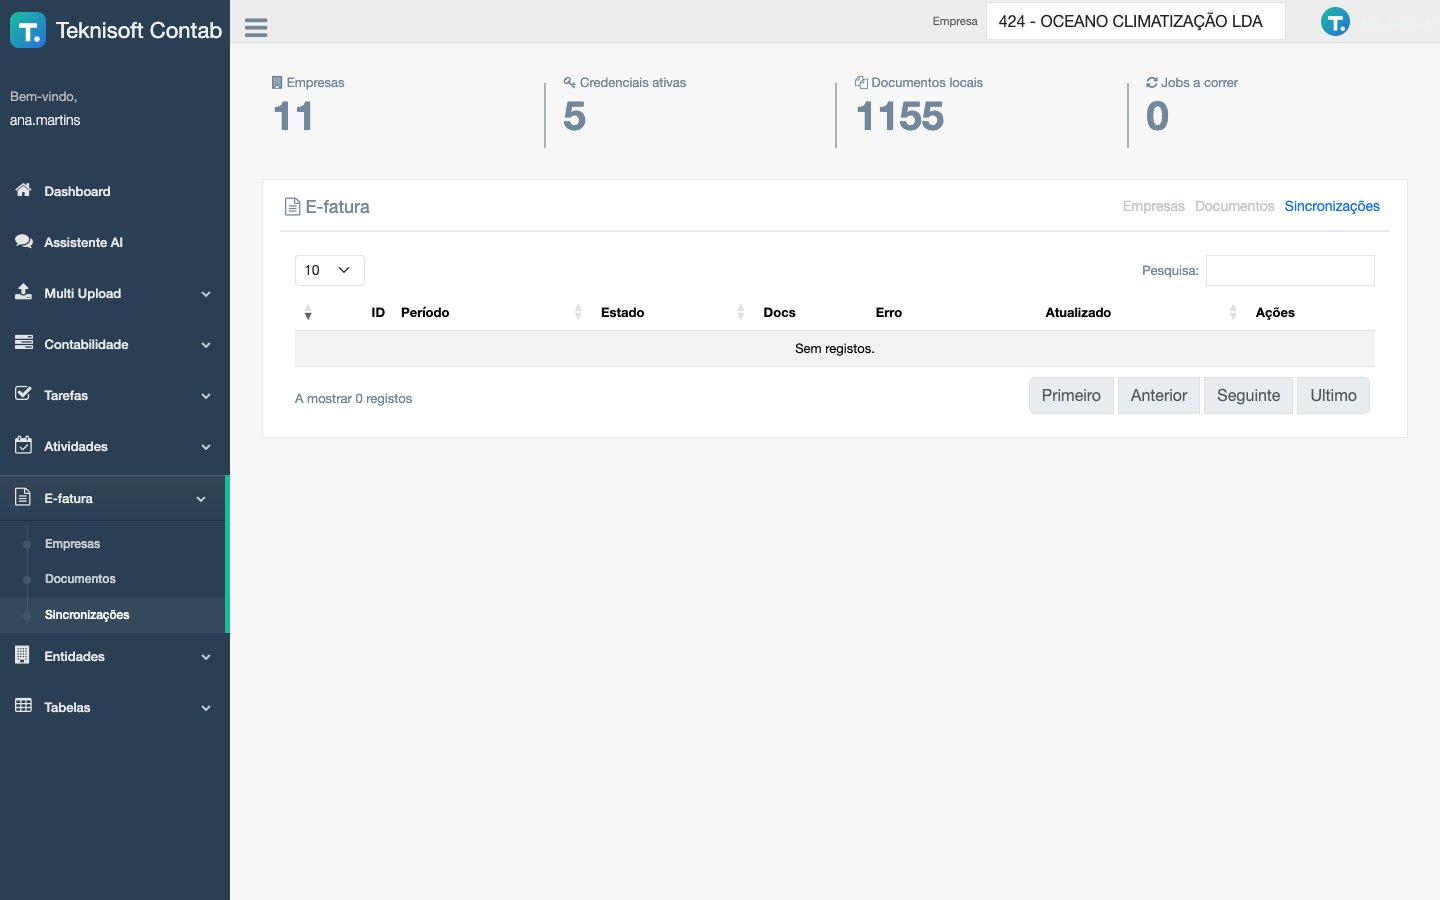 T. Teknisoft Contab
Bem-vindo,
ana.martins
Dashboard
Assistente AI
Multi Upload
Contabilidade
Tarefas
Atividades
E-fatura
Empresas
Documentos
Sincronizações
Entidades
Tabelas
Empresa 424 - OCEANO CLIMATIZAÇÃO LDA T.
Empresas
11
Credenciais ativas
5
Documentos locais
1155
Jobs a correr
0
E-fatura
Empresas Documentos Sincronizações
10
Pesquisa:
ID Período Estado Docs Erro Atualizado Ações
Sem registos.
A mostrar 0 registos
Primeiro Anterior Seguinte Ultimo